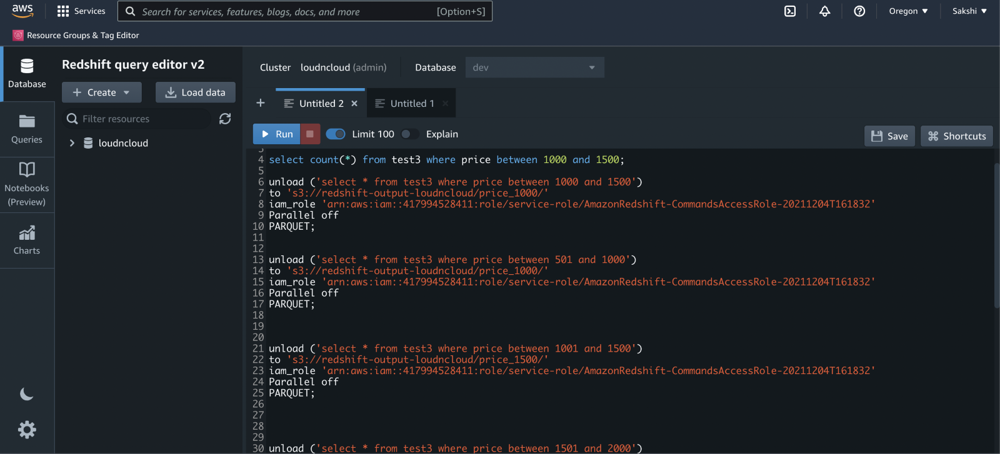 aws
Services
Search for services, features, blogs, docs, and more
[Option+S]
Oregon
Sakshi
Resource Groups & Tag Editor
Database
Queries
Notebooks
(Preview)
Charts
Redshift query editor v2
Create
Load data
Filter resources
loudncloud
Cluster loudncloud (admin)
Database dev
+ Untitled 2 × Untitled 1 ×
Run Limit 100 Explain
Save
Shortcuts
3
4 select count(*) from test3 where price between 1000 and 1500;
5
6 unload ('select * from test3 where price between 1000 and 1500')
7 to 's3://redshift-output-loudncloud/price_1000/'
8 iam_role 'arn:aws:iam::417994528411:role/service-role/AmazonRedshift-CommandsAccessRole-20211204T161832'
9 Parallel off
10 PARQUET;
11
12
13 unload ('select * from test3 where price between 501 and 1000')
14 to 's3://redshift-output-loudncloud/price_1000/'
15 iam_role 'arn:aws:iam::417994528411:role/service-role/AmazonRedshift-CommandsAccessRole-20211204T161832'
16 Parallel off
17 PARQUET;
18
19
20
21 unload ('select * from test3 where price between 1001 and 1500')
22 to 's3://redshift-output-loudncloud/price_1500/'
23 iam_role 'arn:aws:iam::417994528411:role/service-role/AmazonRedshift-CommandsAccessRole-20211204T161832'
24 Parallel off
25 PARQUET;
26
27
28
29
30 unload ('select * from test3 where price between 1501 and 2000')